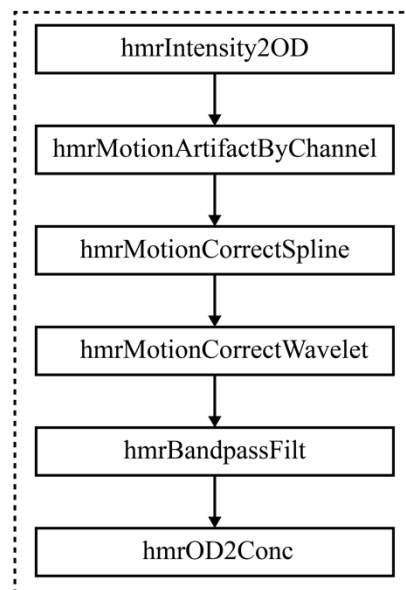 hmrIntensity2OD
hmrMotionArtifactByChannel
hmrMotionCorrectSpline
hmrMotionCorrectWavelet
hmrBandpassFilt
hmrOD2Conc